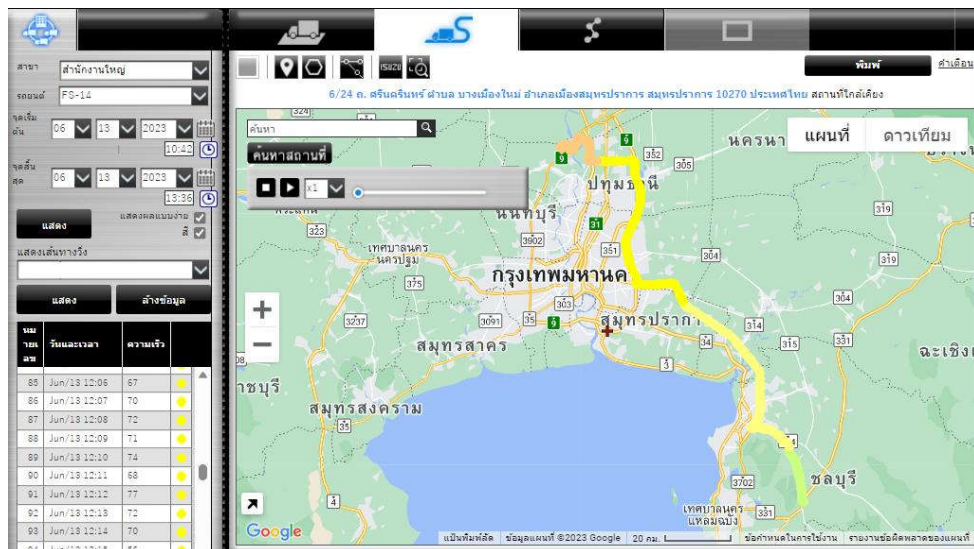 สาขา
สำนักงานใหญ่
พิมพ์
คำเตือน
รถยนต์
FS-14
6/24 ถ. ศรีนครินทร์ ตำบล บางเมืองใหม่ อำเภอเมืองสมุทรปราการ สมุทรปราการ 10270 ประเทศไทย สถานที่ใกล้เคียง
จุดเริ่ม
ต้น
06
13
2023
10:42
จุดสิ้น
สุด
06
13
2023
13:36
แสดง
แสดงผลแบบง่าย
สี
แสดงเส้นทางวิ่ง
แสดง
ล้างข้อมูล
หม
ายเ
ลข
วันและเวลา
ความเร็ว
85 Jun/13 12:06 67
86 Jun/13 12:07 70
87 Jun/13 12:08 72
88 Jun/13 12:09 71
89 Jun/13 12:10 74
90 Jun/13 12:11 68
91 Jun/13 12:12 77
92 Jun/13 12:13 72
93 Jun/13 12:14 70
ISUZU
324
ค้นหา
ค้นหาสถานที่
x1
แผนที่
ดาวเทียม
9
9
352
305
ปทุมธานี
นนทบุรี
323
31
319
3902
351
เทศบาลนคร
นครปฐม
304
319
375
กรุงเทพมหานค
303
304
3237
3091
35
9
สมุทรปราก
314
331
34
315
สมุทรสาคร
3
ฉะเชิง
าชบุรี
สมุทรสงคราม
35
ชลบุรี
3702
4
เทศบาลนคร
แหลมฉบัง
331
Google
แป้นพิมพ์ลัด
ข้อมูลแผนที่ ©2023 Google
20 กม.
ข้อกำหนดในการใช้งาน
รายงานข้อผิดพลาดของแผนที่